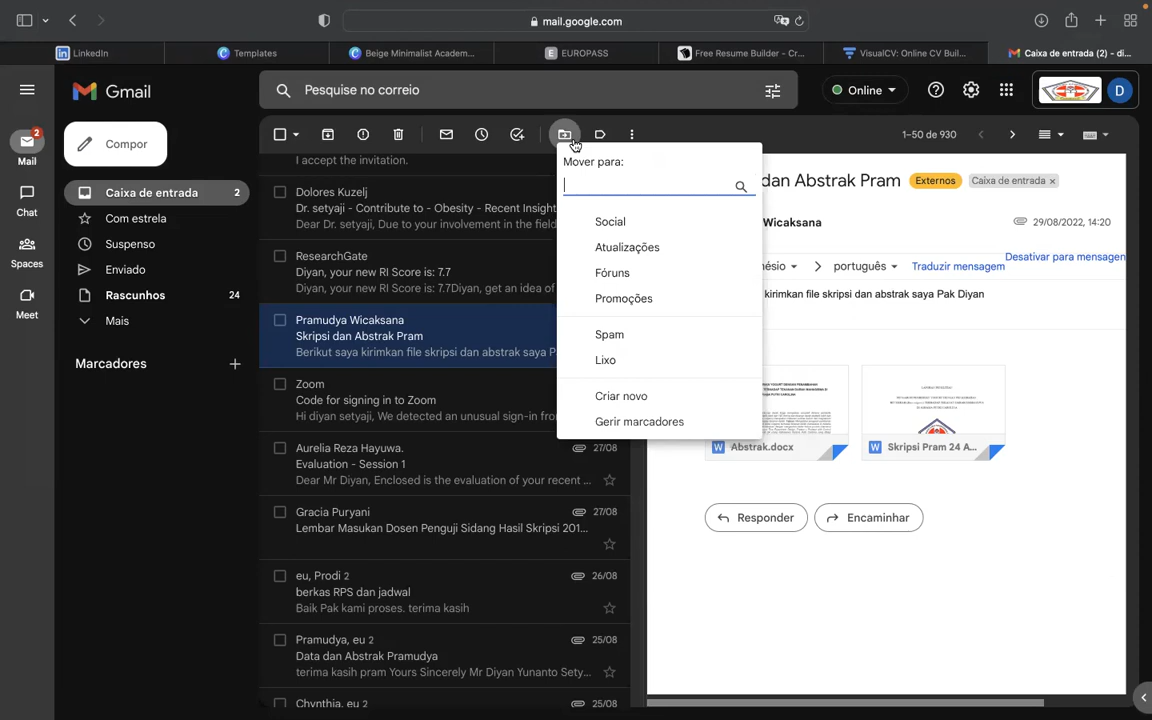 mail.google.com
LinkedIn
Templates
Beige Minimalist Academ...
EUROPASS
Free Resume Builder - Cr...
VisualCV: Online CV Buil...
Caixa de entrada (2) - di...
Gmail
Pesquise no correio
Online
D
2
Mail
Chat
Spaces
Meet
Compor
Caixa de entrada 2
Com estrela
Suspenso
Enviado
Rascunhos 24
Mais
Marcadores
1–50 de 930
I accept the invitation.
Dolores Kuzelj
Dr. setyaji - Contribute to - Obesity - Recent Insight
Dear Dr. setyaji, Due to your involvement in the field
ResearchGate
Diyan, your new RI Score is: 7.7
Diyan, your new RI Score is: 7.7Diyan, get an idea of
Pramudya Wicaksana
Skripsi dan Abstrak Pram
Berikut saya kirimkan file skripsi dan abstrak saya P
Zoom
Code for signing in to Zoom
Hi diyan setyaji, We detected an unusual sign-in fro
Aurelia Reza Hayuwa. 27/08
Evaluation - Session 1
Dear Mr Diyan, Enclosed is the evaluation of your recent ...
Gracia Puryani 27/08
Lembar Masukan Dosen Penguji Sidang Hasil Skripsi 201...
eu, Prodi 2 26/08
berkas RPS dan jadwal
Baik Pak kami proses. terima kasih
Pramudya, eu 2 25/08
Data dan Abstrak Pramudya
terima kasih pram Yours Sincerely Mr Diyan Yunanto Sety...
Chynthia, eu 2 25/08
Mover para:
Social
Atualizações
Fóruns
Promoções
Spam
Lixo
Criar novo
Gerir marcadores
dan Abstrak Pram Externos Caixa de entrada ×
Wicaksana 29/08/2022, 14:20
ésio português Traduzir mensagem Desativar para mensagen
kirimkan file skripsi dan abstrak saya Pak Diyan
Abstrak.docx
Skripsi Pram 24 A...
Responder
Encaminhar